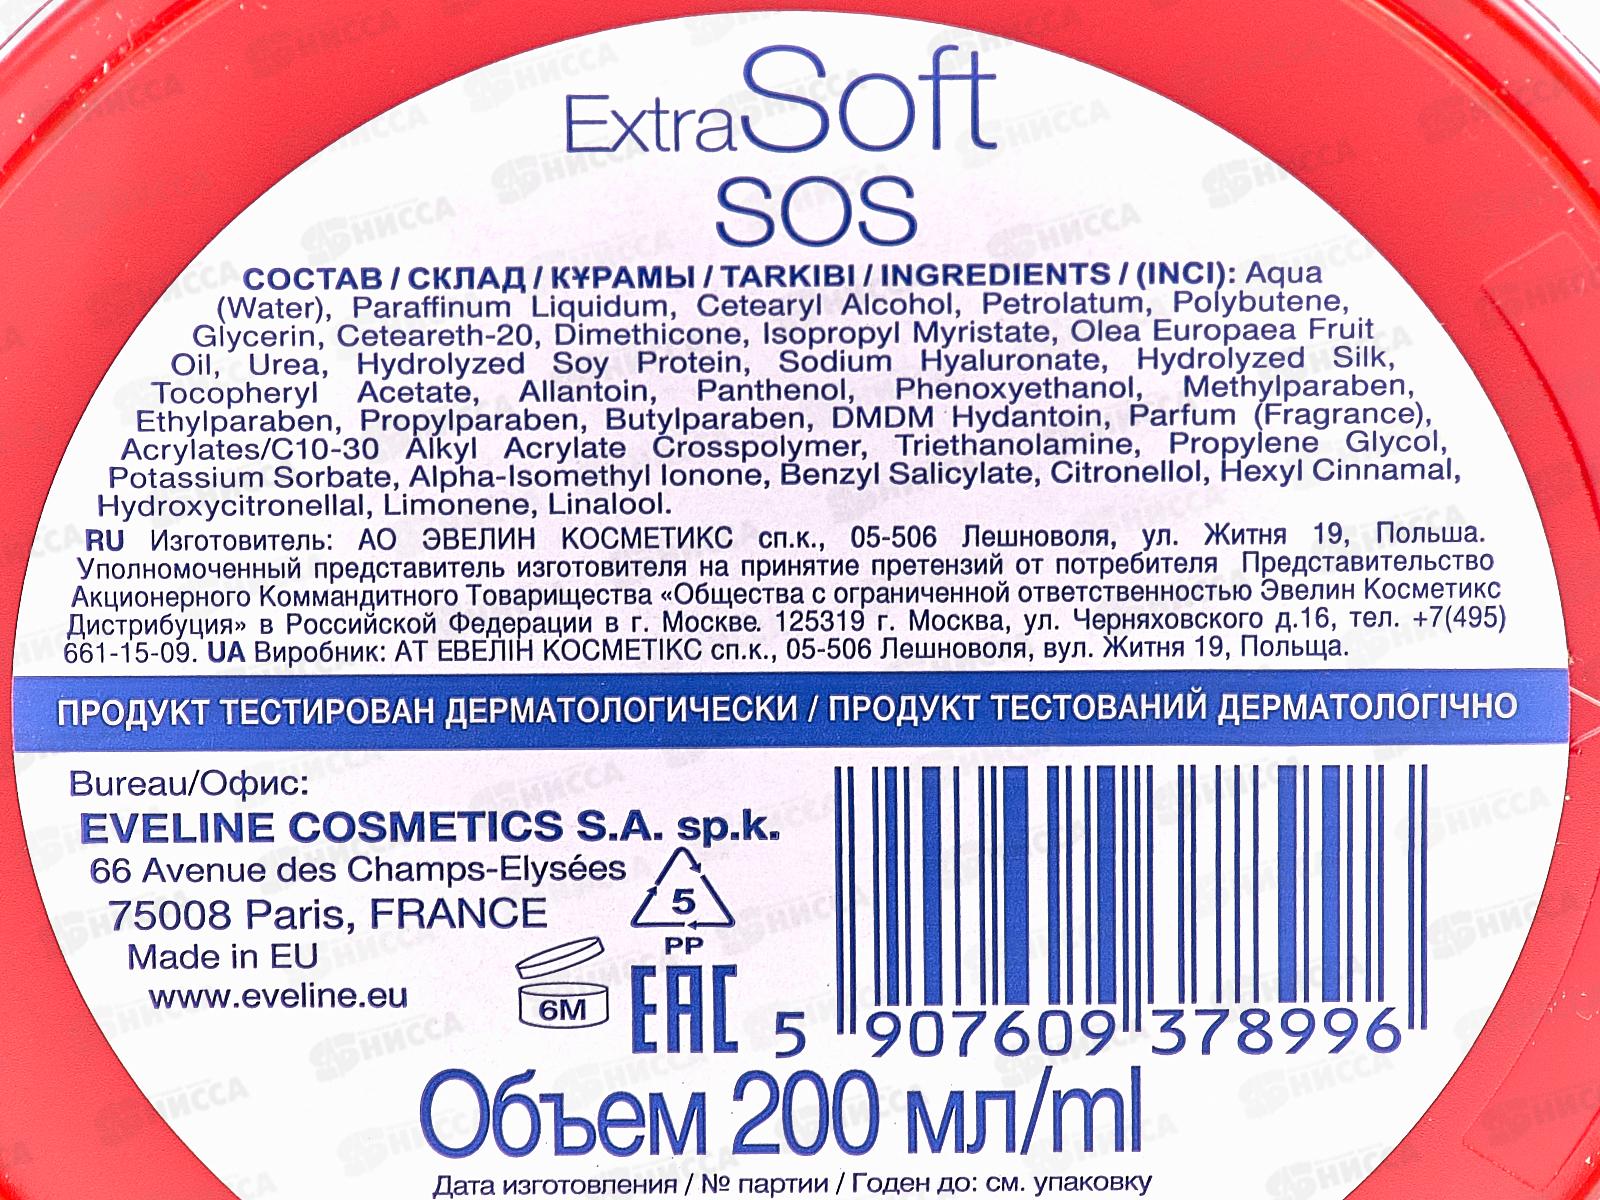 ExtraSoft
SOS
СОСТАВ / СКЛАД / ҚҰРАМЫ / TARKIBI / INGREDIENTS / (INCI): Aqua
(Water), Paraffinum Liquidum, Cetearyl Alcohol, Petrolatum, Polybutene,
Glycerin, Ceteareth-20, Dimethicone, Isopropyl Myristate, Olea Europaea Fruit
Oil, Urea, Hydrolyzed Soy Protein, Sodium Hyaluronate, Hydrolyzed Silk,
Tocopheryl Acetate, Allantoin, Panthenol, Phenoxyethanol, Methylparaben,
Ethylparaben, Propylparaben, Butylparaben, DMDM Hydantoin, Parfum (Fragrance),
Acrylates/C10-30 Alkyl Acrylate Crosspolymer, Triethanolamine, Propylene Glycol,
Potassium Sorbate, Alpha-Isomethyl Ionone, Benzyl Salicylate, Citronellol, Hexyl Cinnamal,
Hydroxycitronellal, Limonene, Linalool.
RU Изготовитель: АО ЭВЕЛИН КОСМЕТИКС сп.к., 05-506 Лешноволя, ул. Житня 19, Польша.
Уполномоченный представитель изготовителя на принятие претензий от потребителя Представительство
Акционерного Коммандитного Товарищества «Общества с ограниченной ответственностью Эвелин Косметикс
Дистрибуция» в Российской Федерации в г. Москве. 125319 г. Москва, ул. Черняховского д.16, тел. +7(495)
661-15-09. UA Виробник: АТ ЕВЕЛІН КОСМЕТІКС сп.к., 05-506 Лешноволя, вул. Житня 19, Польща.
ПРОДУКТ ТЕСТИРОВАН ДЕРМАТОЛОГИЧЕСКИ / ПРОДУКТ ТЕСТОВАНИЙ ДЕРМАТОЛОГІЧНО
Bureau/Офис:
EVELINE COSMETICS S.A. sp.k.
66 Avenue des Champs-Elysées
75008 Paris, FRANCE
Made in EU
www.eveline.eu
5
PP
6M
EAC
5 907609 378996
Объем 200 мл/ml
Дата изготовления / № партии / Годен до: см. упаковку